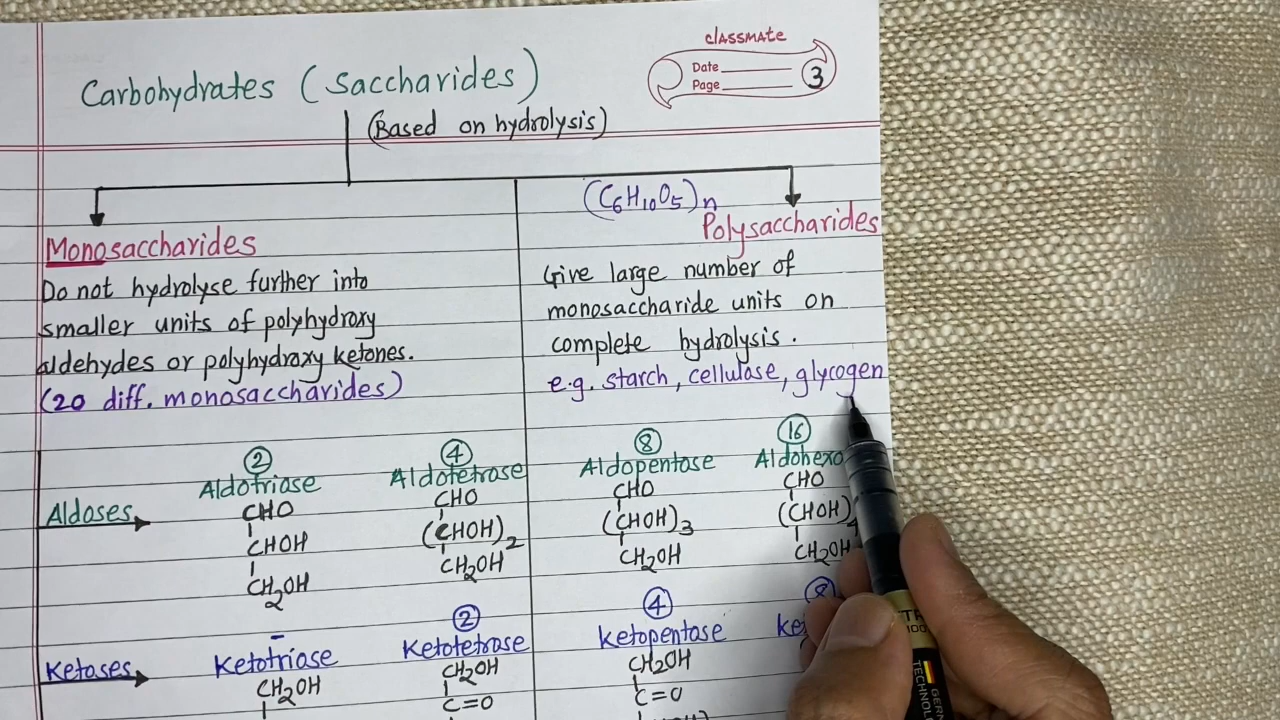 classmate
Date
Page 3
Carbohydrates (Saccharides)
(Based on hydrolysis)
Monosaccharides
Do not hydrolyse further into
smaller units of polyhydroxy
aldehydes or polyhydroxy ketones.
(20 diff. monosaccharides)
(C6H10O5)n
Polysaccharides
Give large number of
monosaccharide units on
complete hydrolysis.
e.g. starch, cellulose, glycogen
2 4 8 16
Aldotriose Aldotetrose Aldopentose Aldohexo
Aldoses
CHO CHO CHO CHO
CHOH (CHOH)2 (CHOH)3 (CHOH)4
CH2OH CH2OH CH2OH CH2OH
- 2 4 8
Ketoses
Ketotriose Ketotetrose Ketopentose ke
CH2OH CH2OH CH2OH
C=O C=O